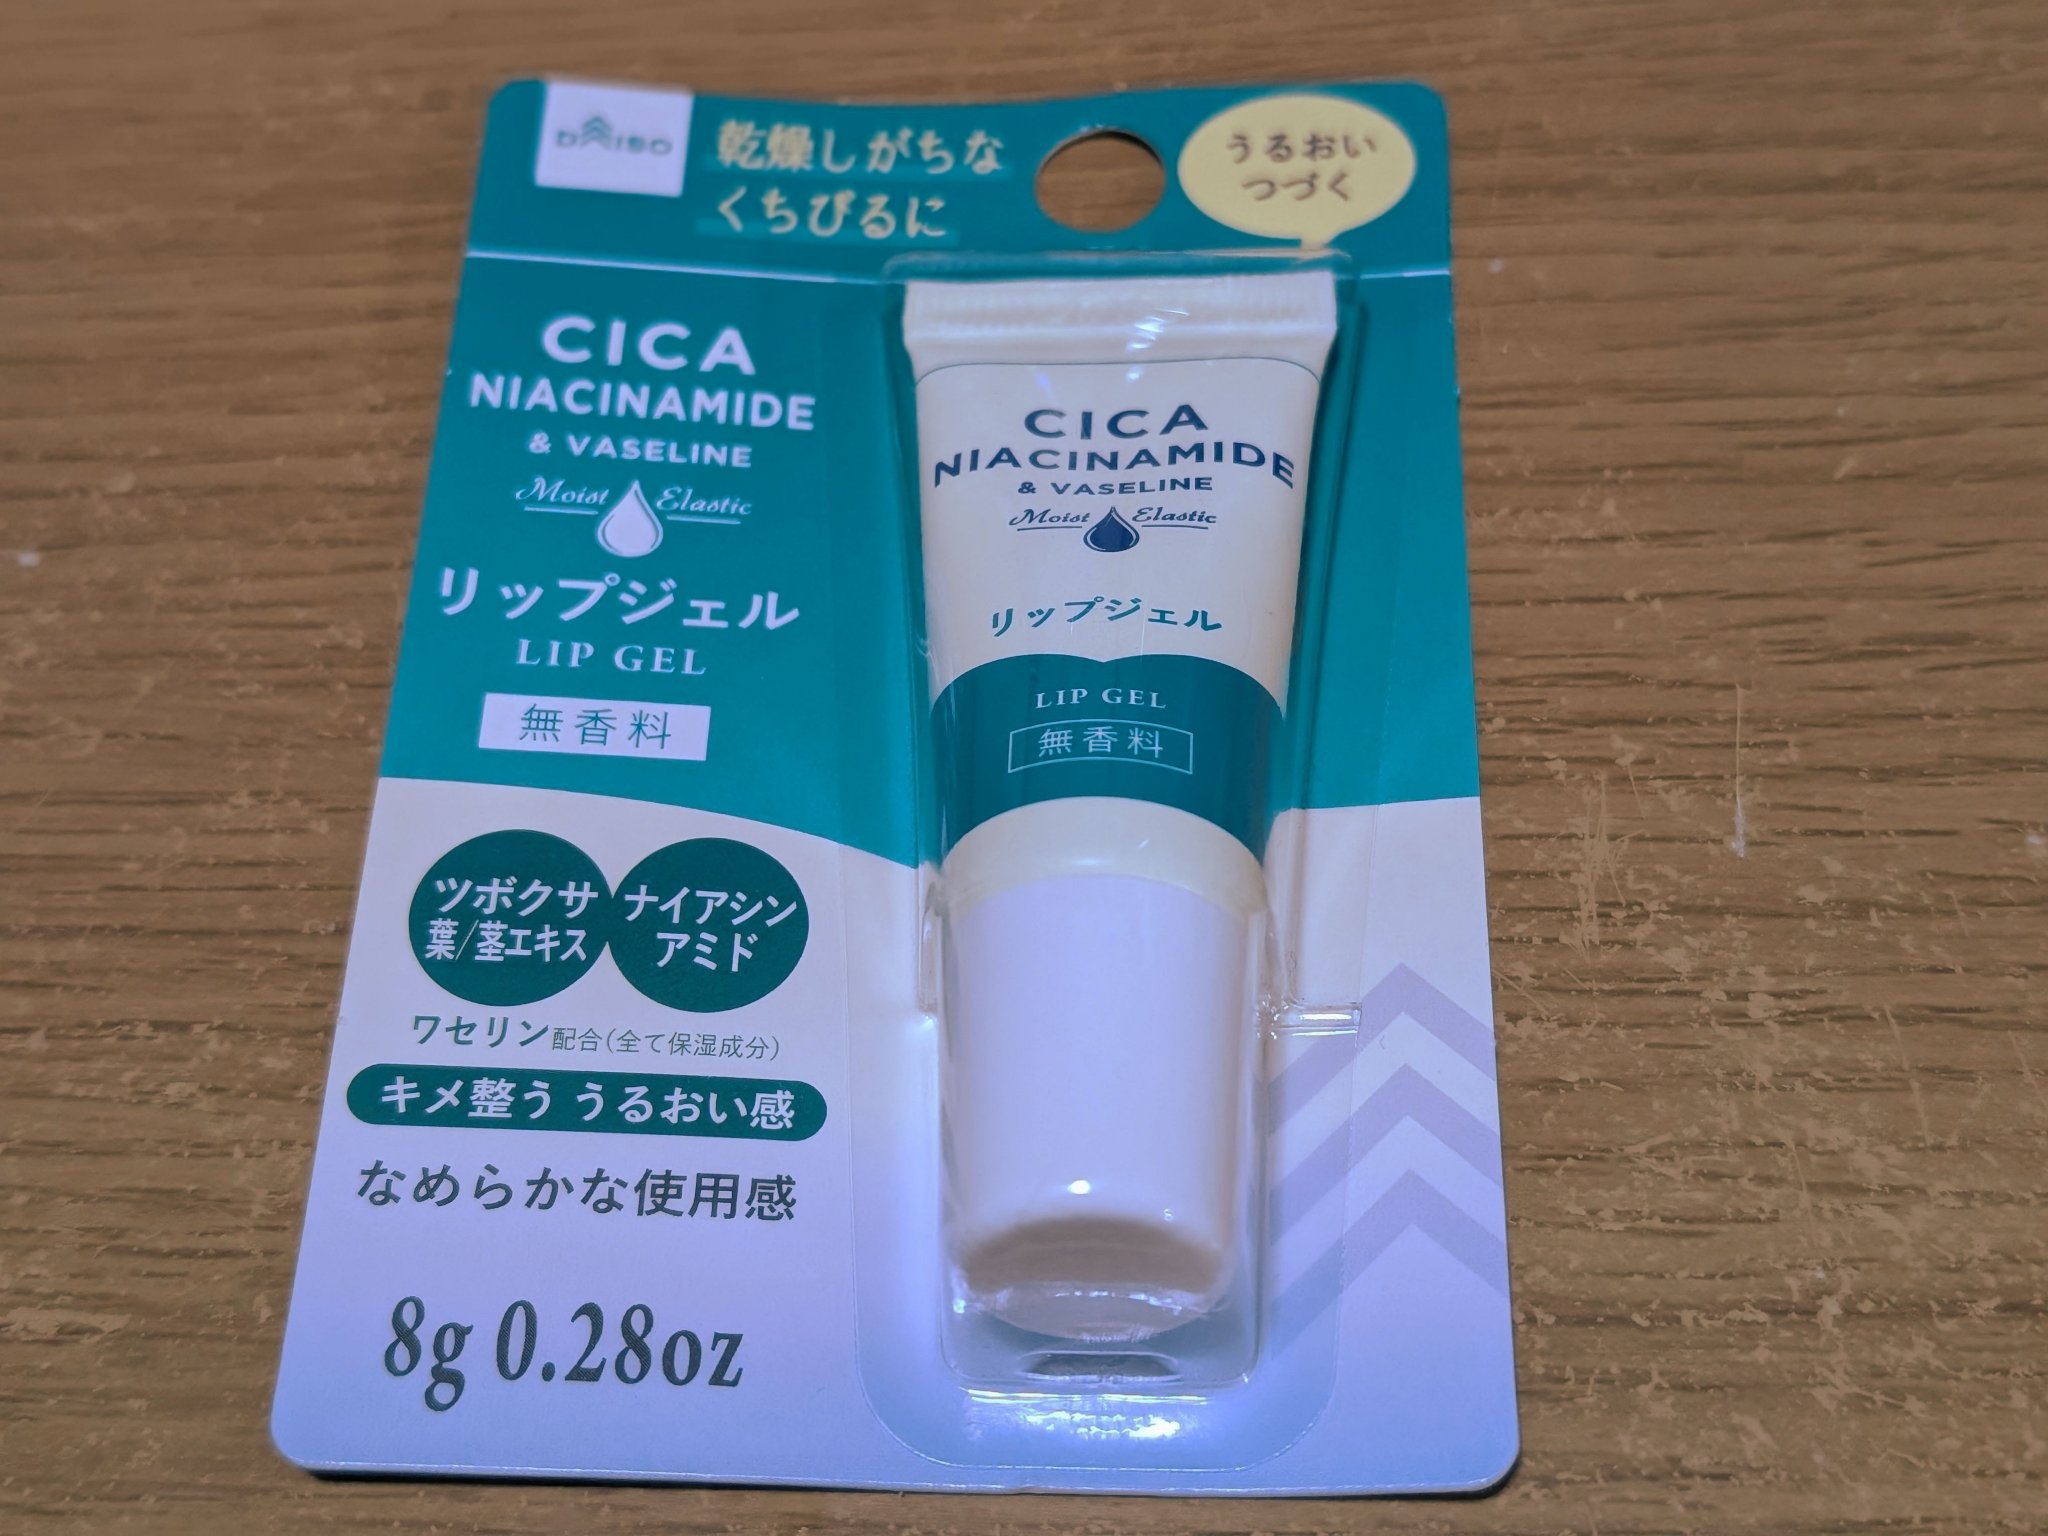 DAISO
乾燥しがちな
くちびるに
うるおい
つづく
CICA
NIACINAMIDE
& VASELINE
Moist Elastic
リップジェル
LIP GEL
無香料
ツボクサ
葉/茎エキス
ナイアシン
アミド
ワセリン配合(全て保湿成分)
キメ整う うるおい感
なめらかな使用感
8g 0.28oz
CICA
NIACINAMIDE
& VASELINE
Moist Elastic
リップジェル
LIP GEL
無香料